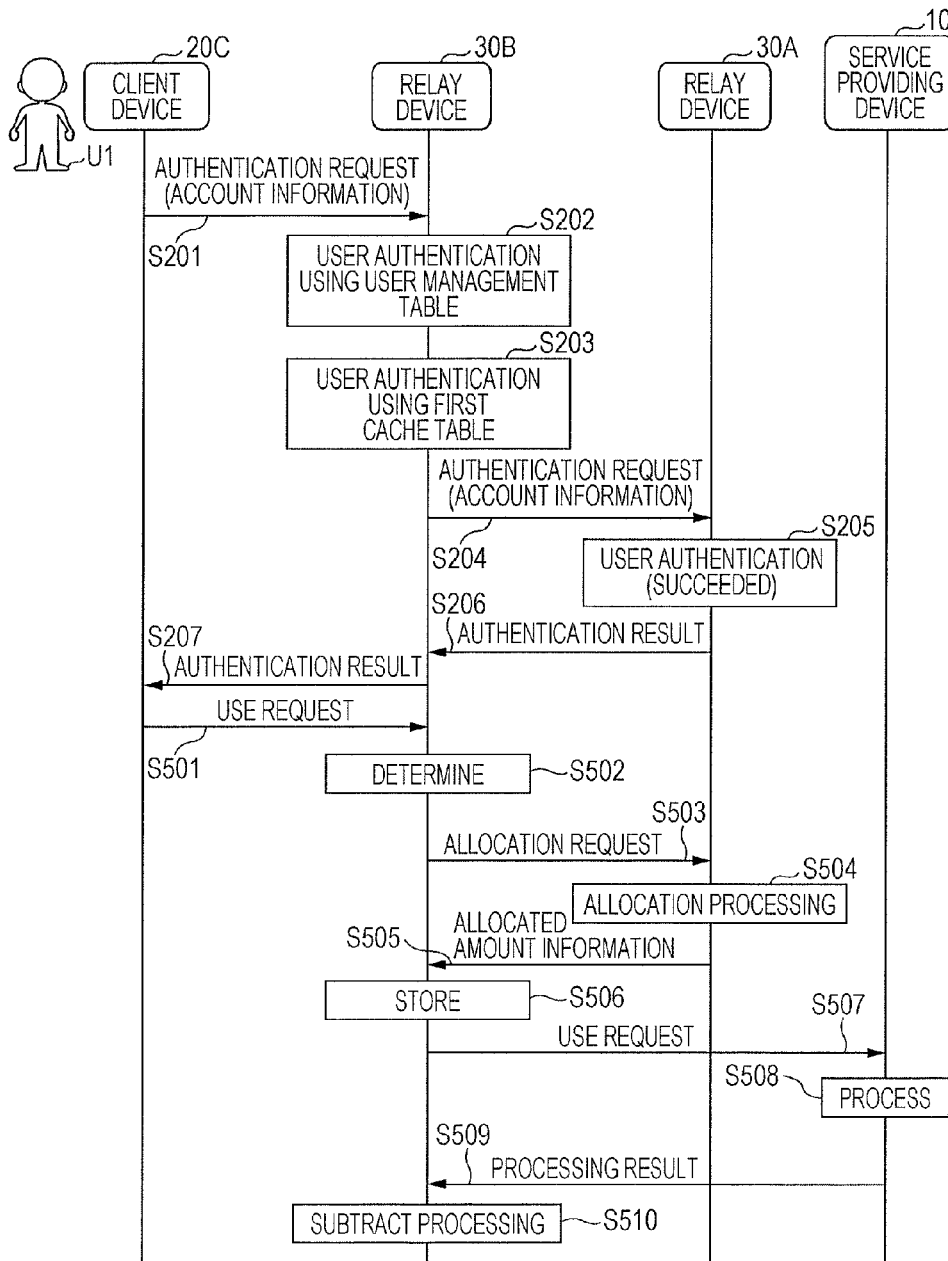 20C
30B
30A
10
CLIENT
DEVICE
RELAY
DEVICE
RELAY
DEVICE
SERVICE
PROVIDING
DEVICE
U1
AUTHENTICATION REQUEST
(ACCOUNT INFORMATION)
S201
S202
USER AUTHENTICATION
USING USER MANAGEMENT
TABLE
S203
USER AUTHENTICATION
USING FIRST
CACHE TABLE
AUTHENTICATION REQUEST
(ACCOUNT INFORMATION)
S204
S205
USER AUTHENTICATION
(SUCCEEDED)
S206
AUTHENTICATION RESULT
S207
AUTHENTICATION RESULT
USE REQUEST
S501
DETERMINE
S502
S503
ALLOCATION REQUEST
S504
ALLOCATION PROCESSING
ALLOCATED
AMOUNT INFORMATION
S505
STORE
S506
S507
USE REQUEST
S508
PROCESS
S509
PROCESSING RESULT
SUBTRACT PROCESSING
S510